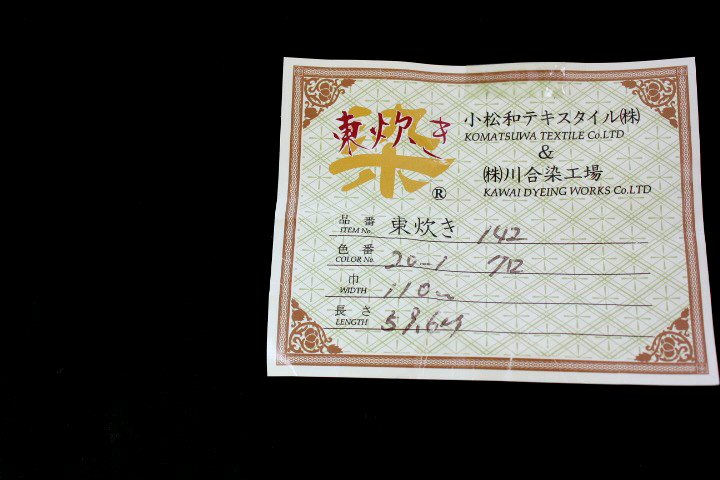 染
東炊き
®
小松和テキスタイル㈱
KOMATSUWA TEXTILE Co.LTD
&
㈱川合染工場
KAWAI DYEING WORKS Co.LTD
品番 東炊き 142
ITEM No.
色番 20-1
COLOR No.
巾 110
WIDTH
長さ 59.6m
LENGTH